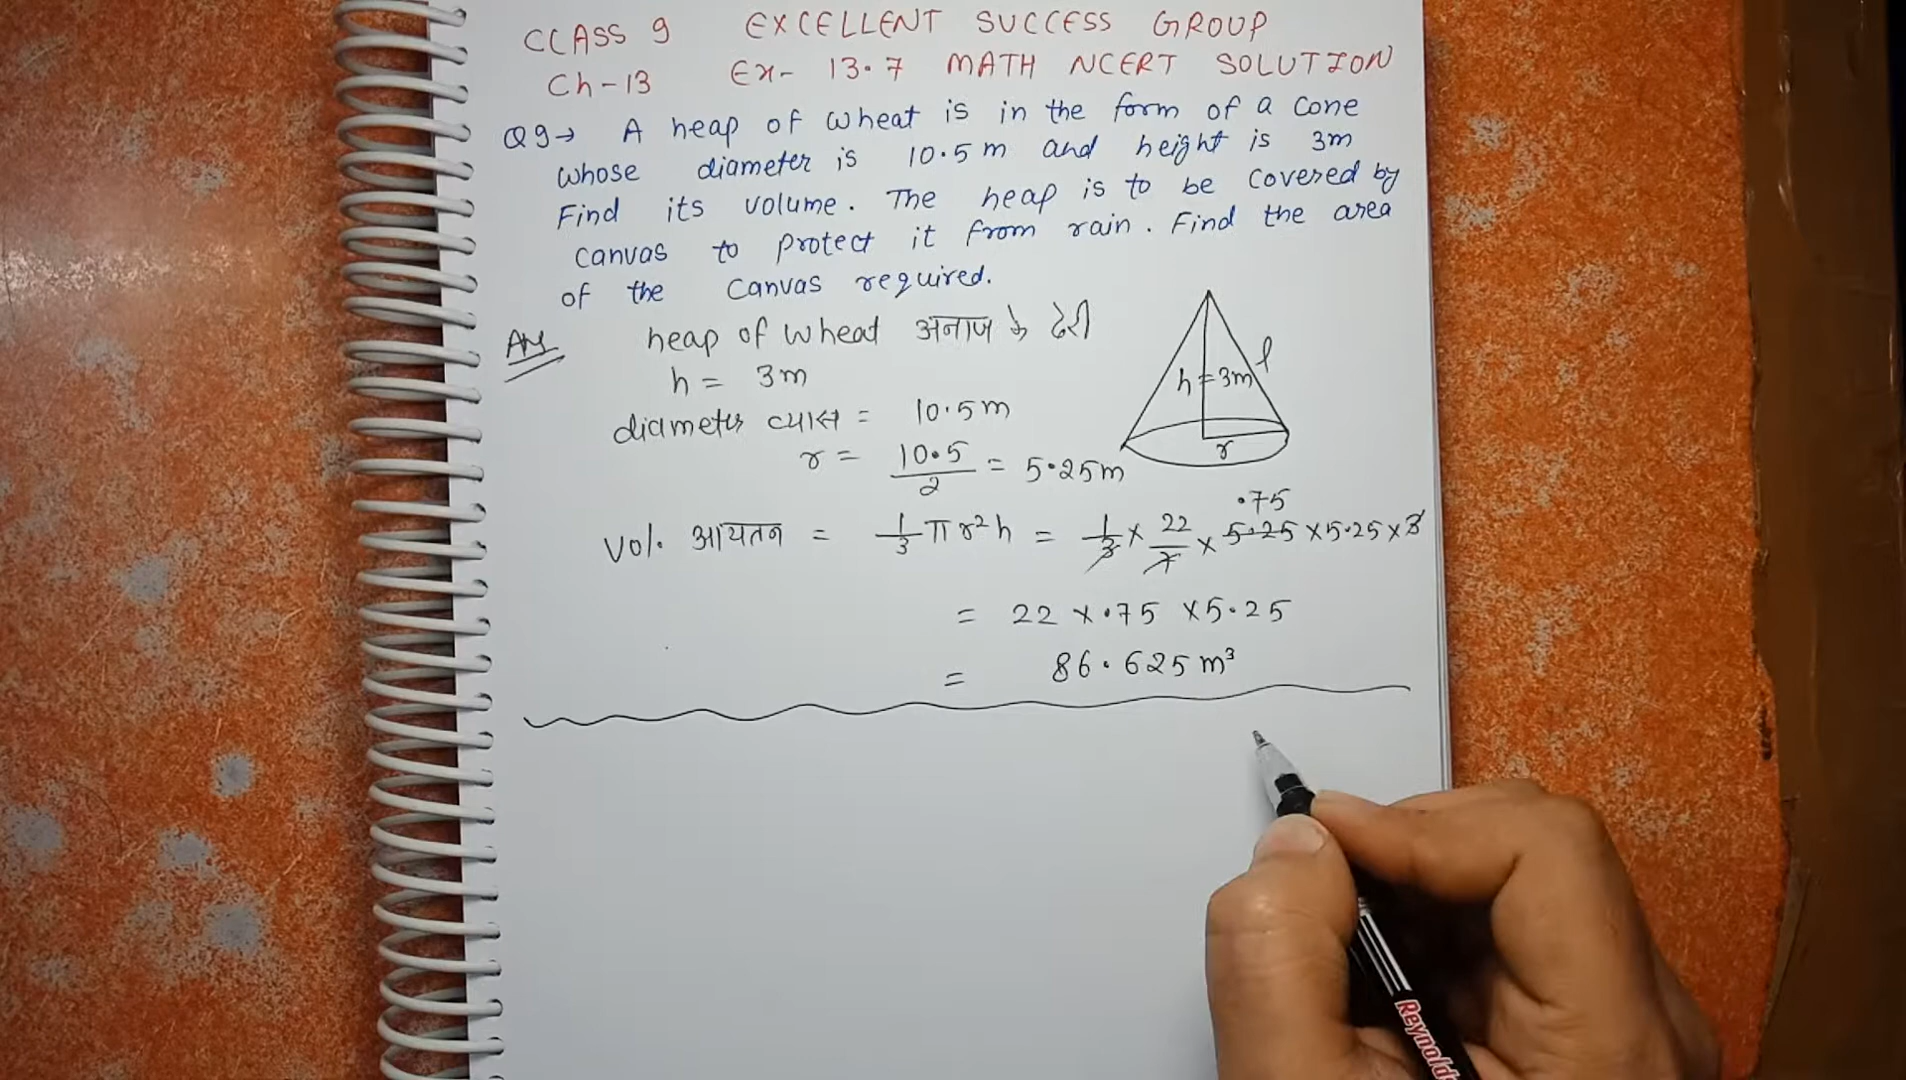 CLASS 9 EXCELLENT SUCCESS GROUP
Ch-13 Ex- 13.7 MATH NCERT SOLUTION
Q9→ A heap of wheat is in the form of a cone
whose diameter is 10.5 m and height is 3m
Find its volume. The heap is to be covered by
canvas to protect it from rain. Find the area
of the canvas required.
Ans heap of wheat अनाज के ढेरी
h = 3m
diameter व्यास = 10.5m
r = 10.5/2 = 5.25m
h = 3m
l
r
.75
Vol. आयतन = 1/3 π r² h = 1/3 × 22/7 × 5.25 × 5.25 × 3
= 22 × .75 × 5.25
= 86.625 m³
Reynolds